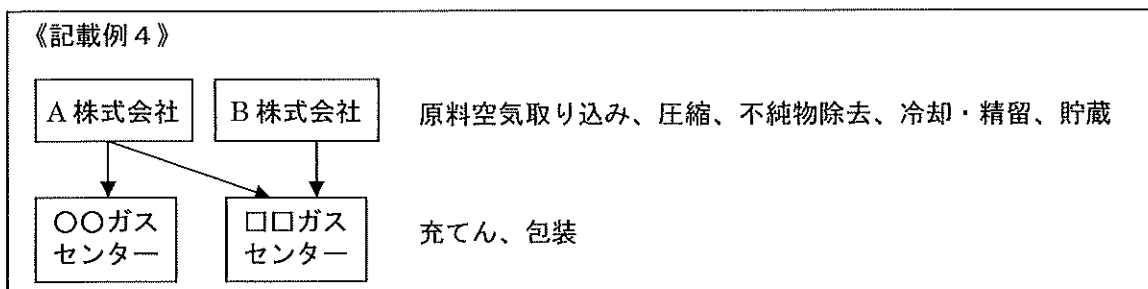 《記載例４》
A 株式会社
B 株式会社
原料空気取り込み、圧縮、不純物除去、冷却・精留、貯蔵
〇〇ガス
センター
□□ガス
センター
充てん、包装